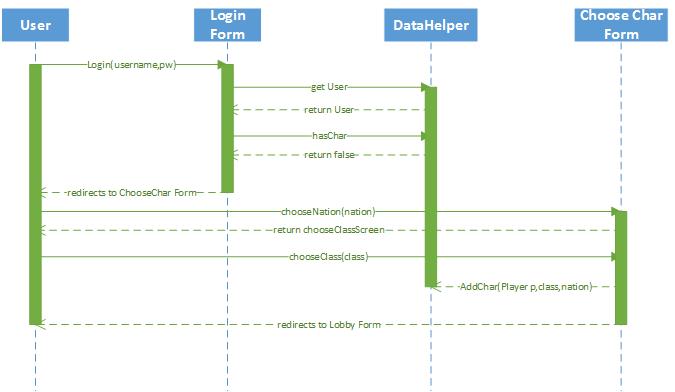 User
Login
Form
DataHelper
Choose Char
Form
Login(username,pw)
get User
return User
hasChar
return false
redirects to ChooseChar Form
chooseNation(nation)
return chooseClassScreen
chooseClass(class)
AddChar(Player p,class,nation)
redirects to Lobby Form